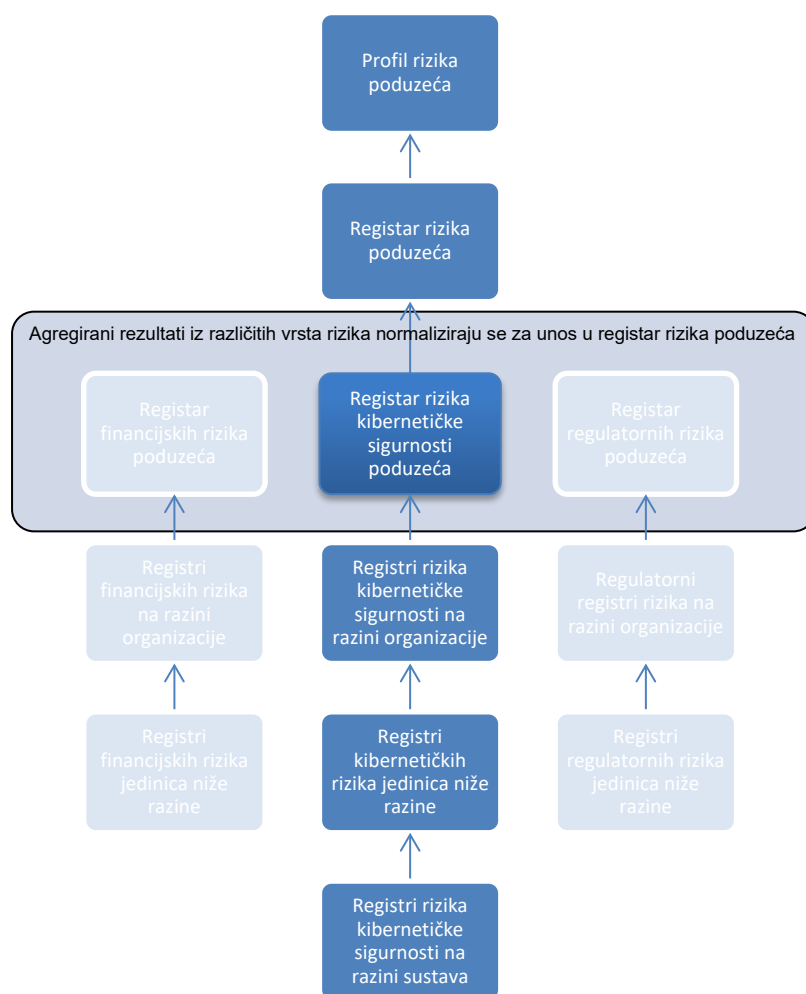 Profil rizika
poduzeća
Registar rizika
poduzeća
Agregirani rezultati iz različitih vrsta rizika normaliziraju se za unos u registar rizika poduzeća
Registar
financijskih rizika
poduzeća
Registar rizika
kibernetičke
sigurnosti
poduzeća
Registar
regulatornih rizika
poduzeća
Registri
financijskih rizika
na razini
organizacije
Registri rizika
kibernetičke
sigurnosti na
razini organizacije
Regulatorni
registri rizika na
razini organizacije
Registri
financijskih rizika
jedinica niže
razine
Registri
kibernetičkih
rizika jedinica niže
razine
Registri
regulatornih rizika
jedinica niže
razine
Registri rizika
kibernetičke
sigurnosti na
razini sustava